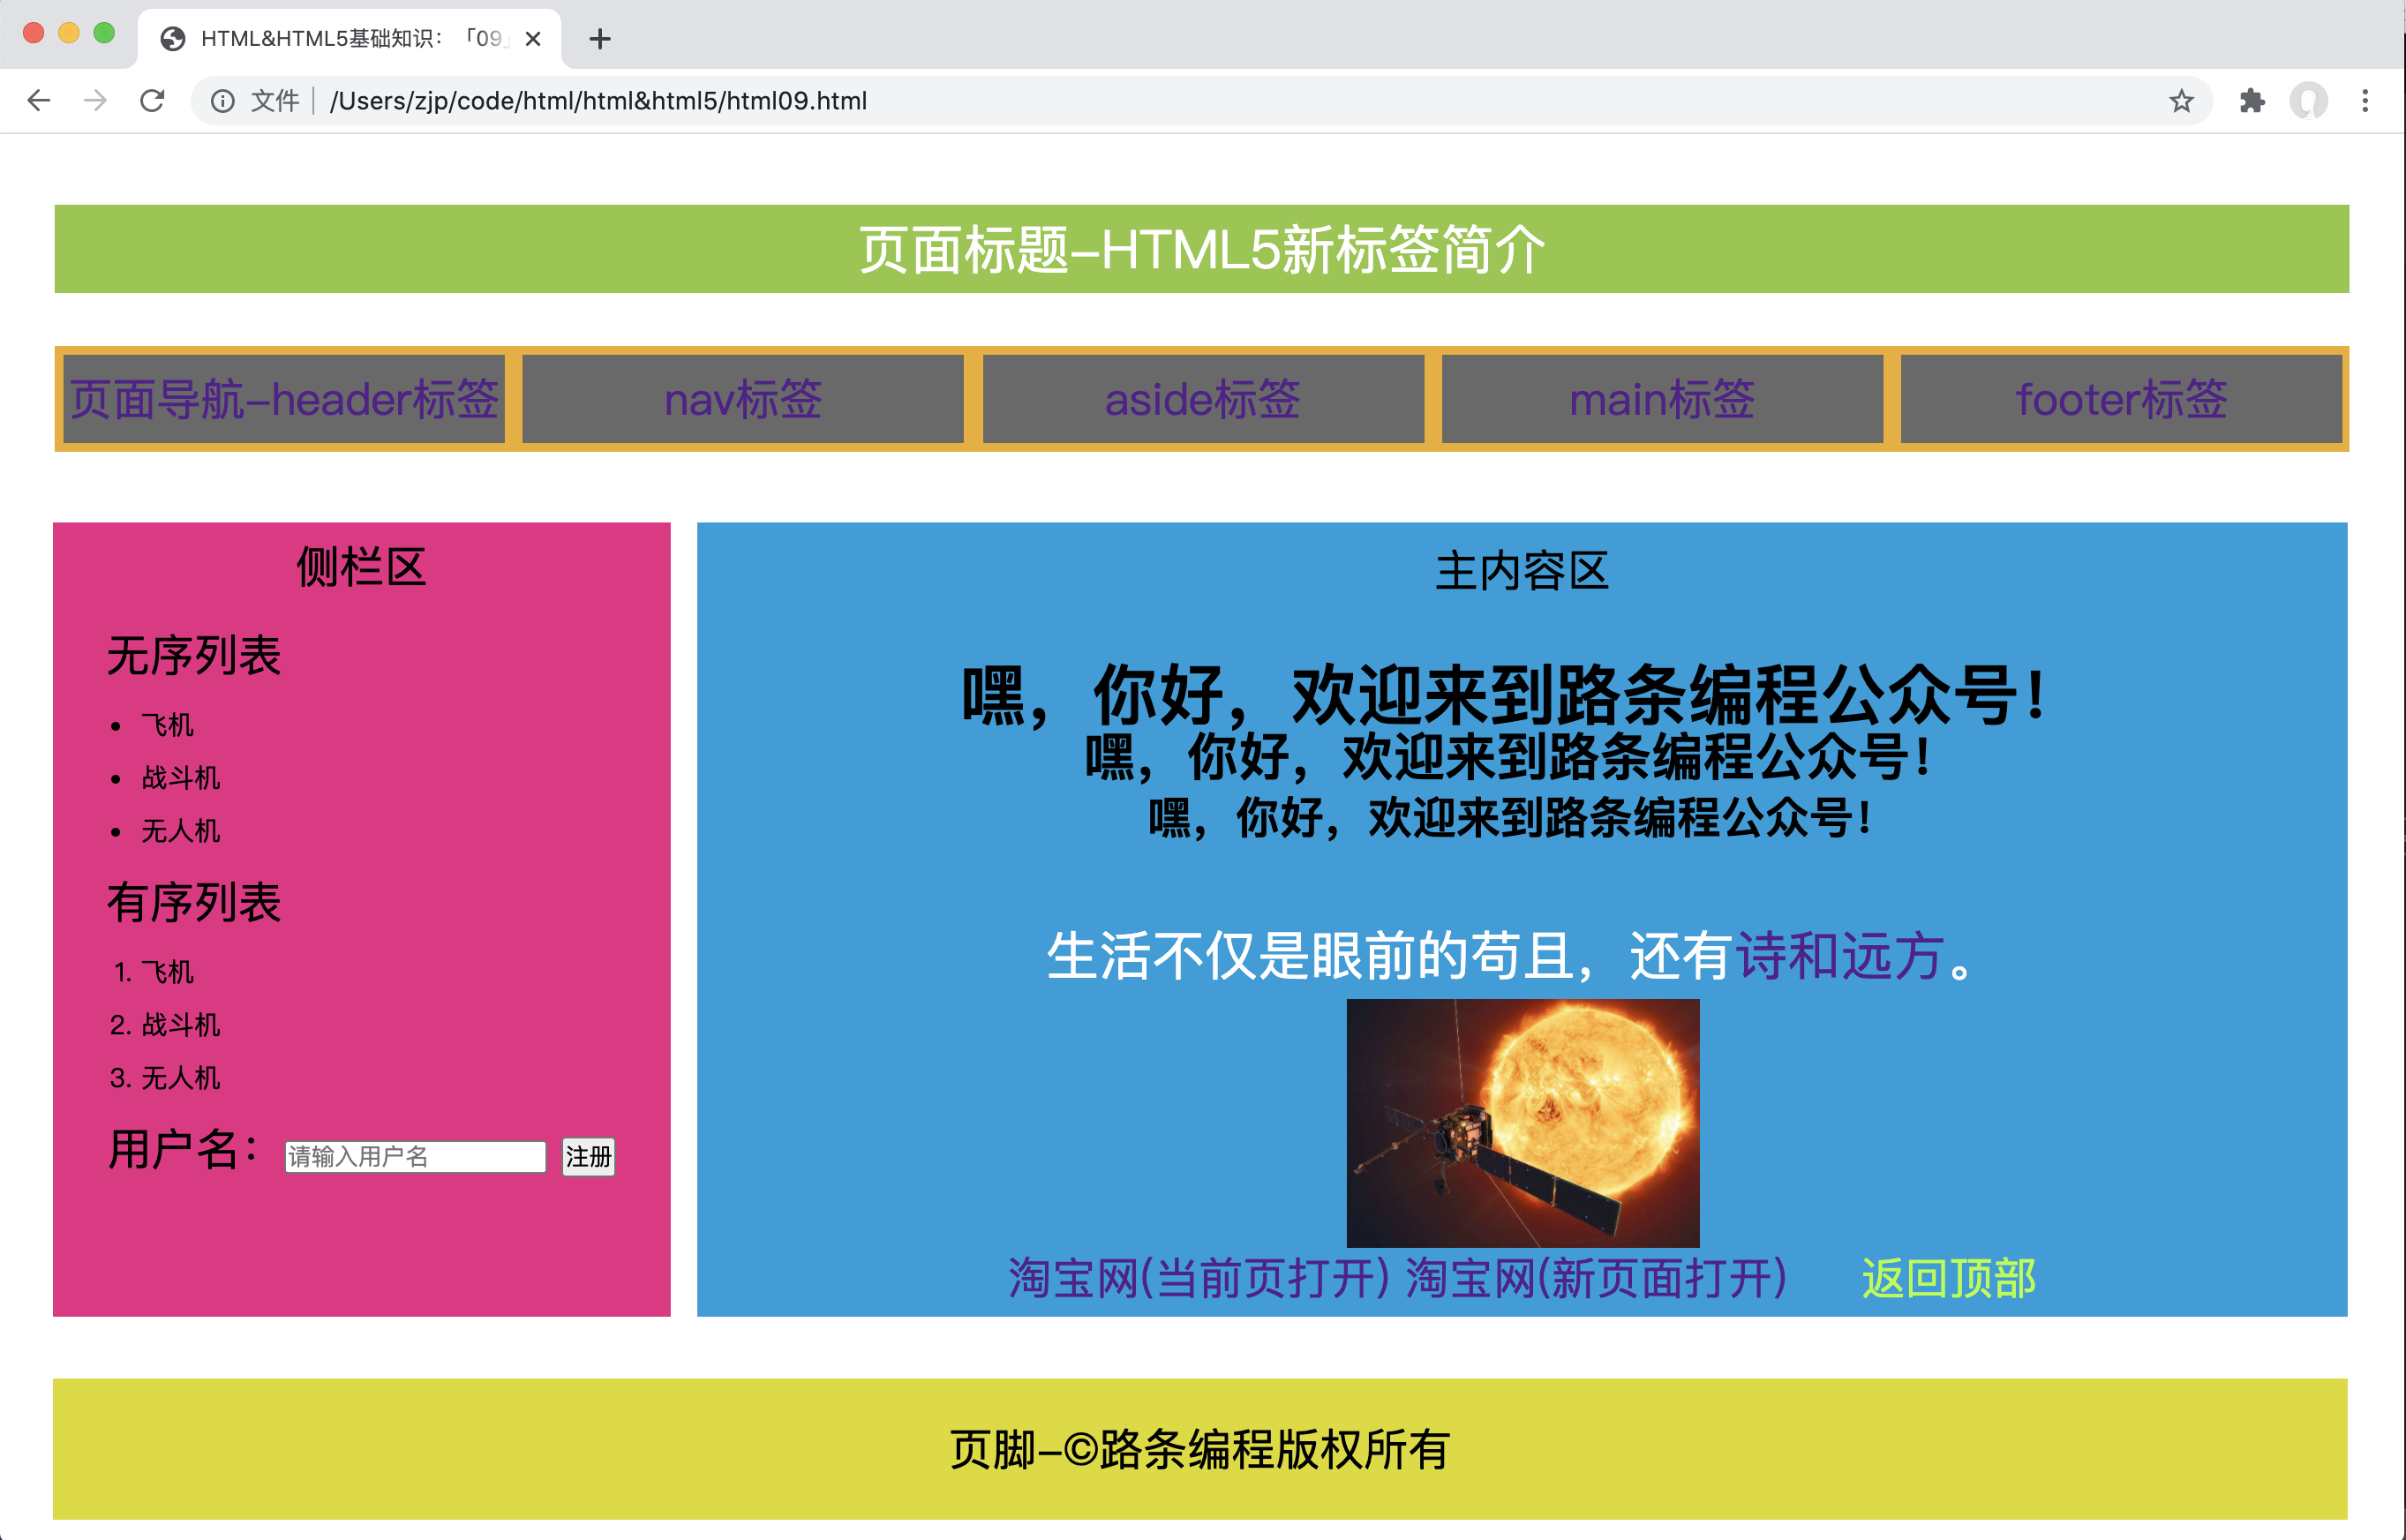 HTML&HTML5基础知识：「09」
文件 /Users/zjp/code/html/html&html5/html09.html
页面标题-HTML5新标签简介
页面导航-header标签 nav标签 aside标签 main标签 footer标签
侧栏区
无序列表
• 飞机
• 战斗机
• 无人机
有序列表
1. 飞机
2. 战斗机
3. 无人机
用户名： 请输入用户名 注册
主内容区
嘿，你好，欢迎来到路条编程公众号！
嘿，你好，欢迎来到路条编程公众号！
嘿，你好，欢迎来到路条编程公众号！
生活不仅是眼前的苟且，还有诗和远方。
淘宝网(当前页打开) 淘宝网(新页面打开) 返回顶部
页脚-©路条编程版权所有